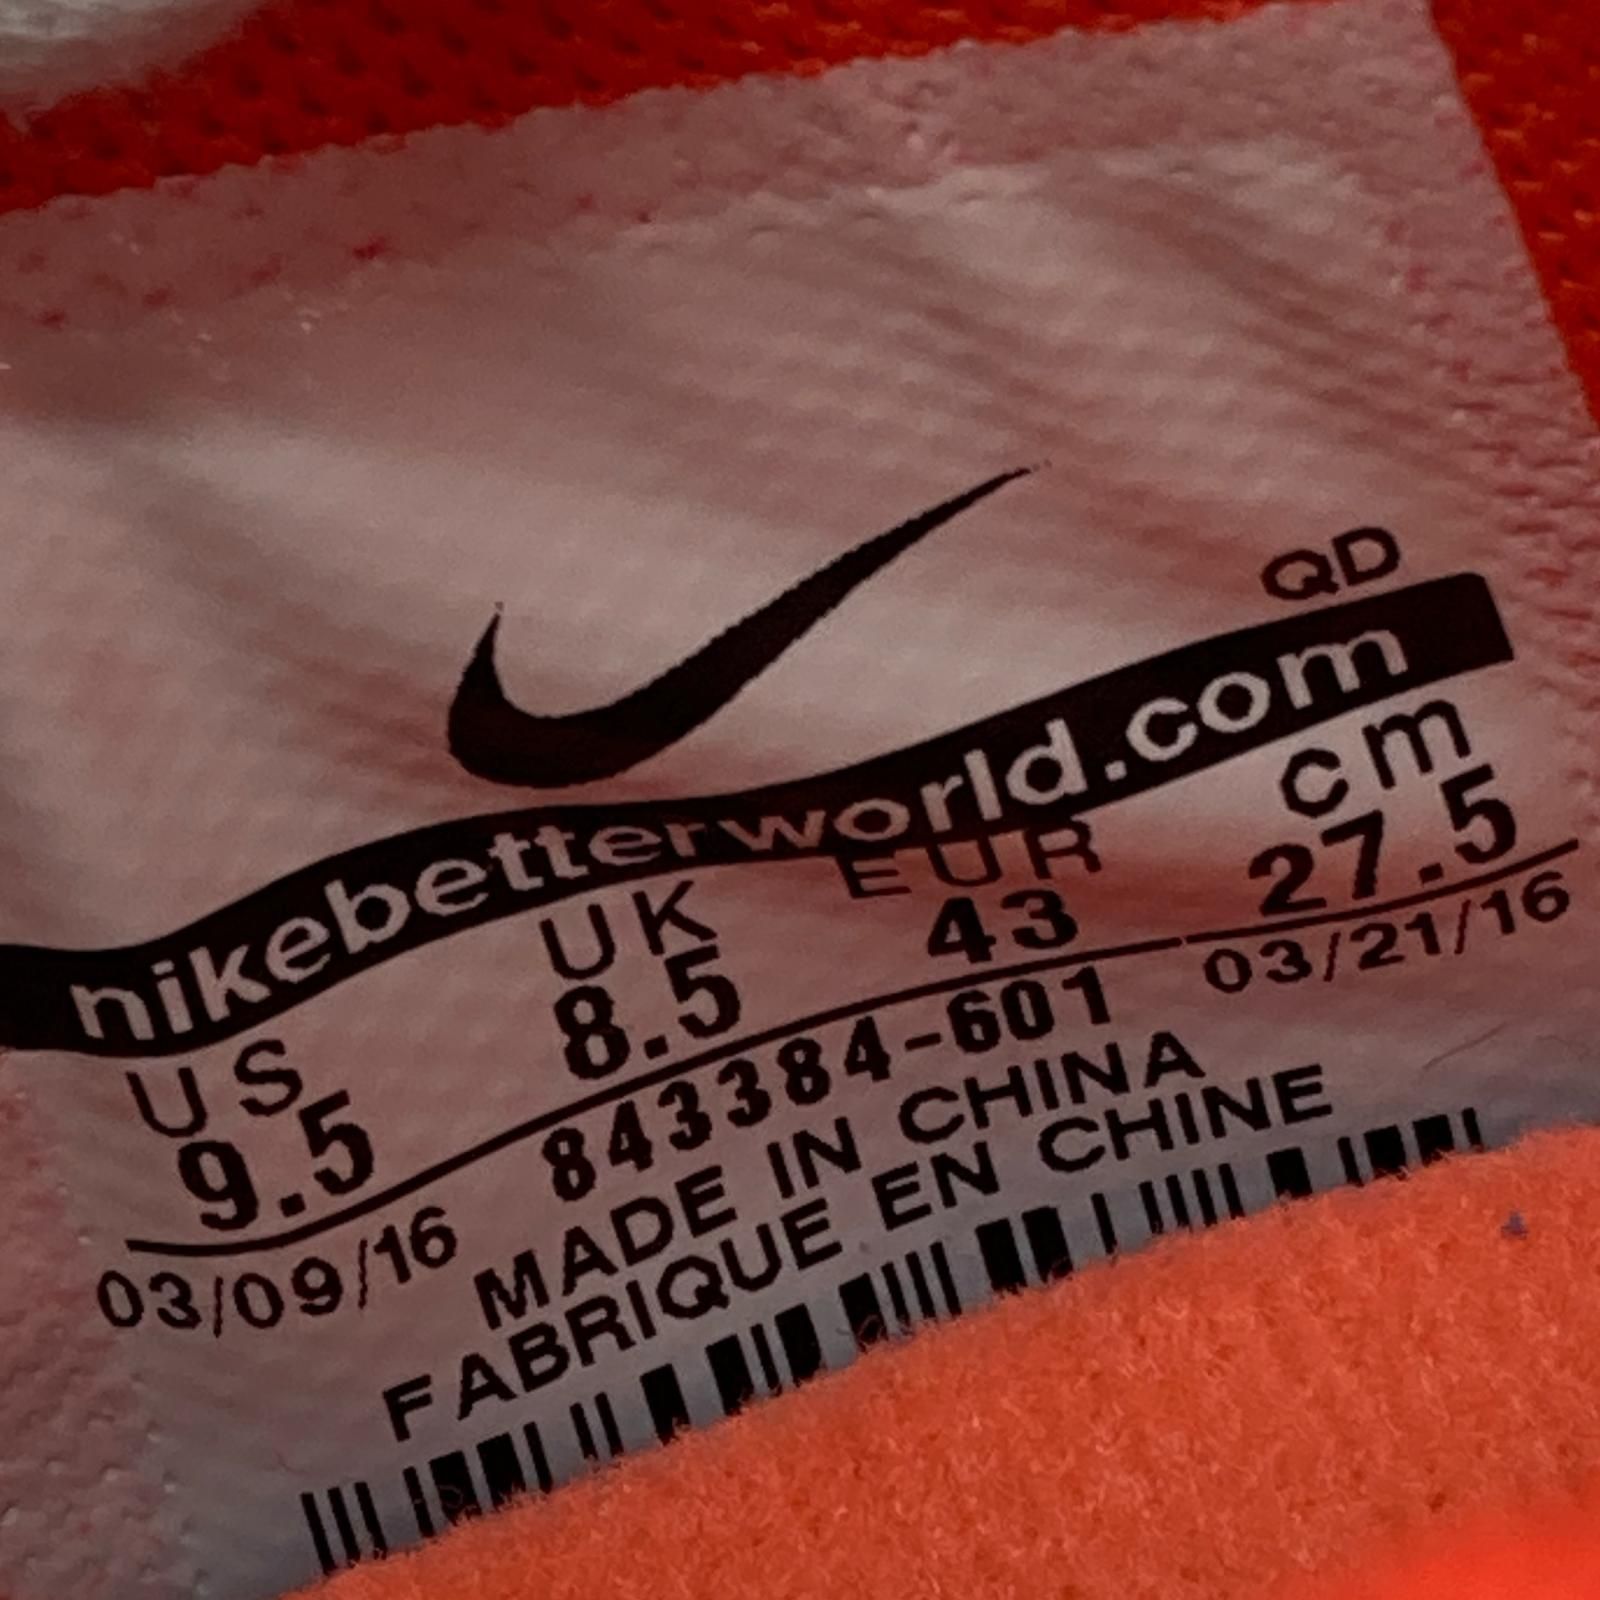 QD
nikebetterworld.com
US UK EUR cm
9.5 8.5 43 27.5
03/09/16 843384-601 03/21/16
MADE IN CHINA
FABRIQUE EN CHINE